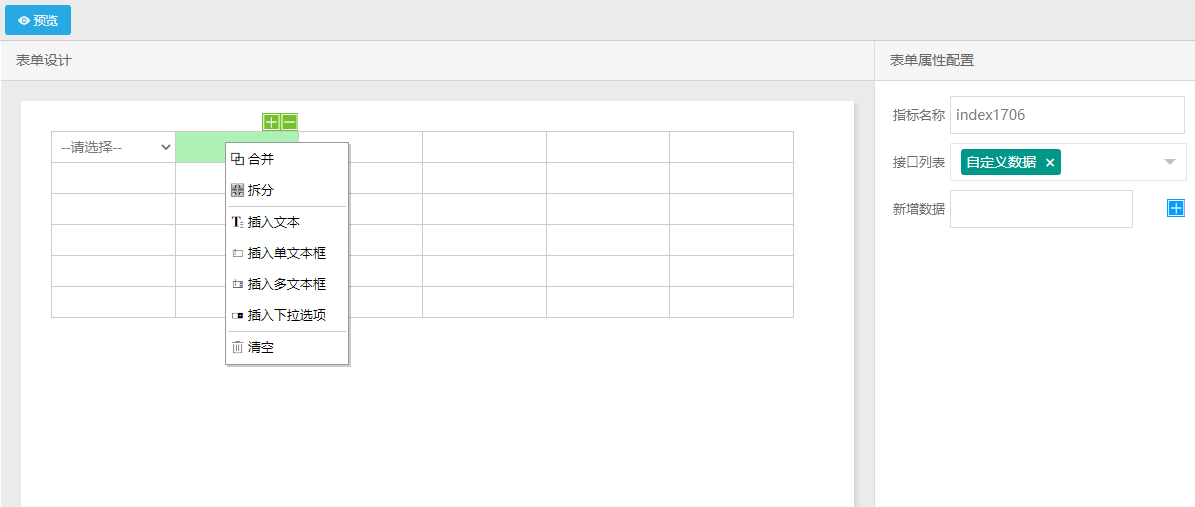 预览
表单设计
表单属性配置
--请选择--
合并
拆分
插入文本
插入单文本框
插入多文本框
插入下拉选项
清空
指标名称 index1706
接口列表 自定义数据 ×
新增数据